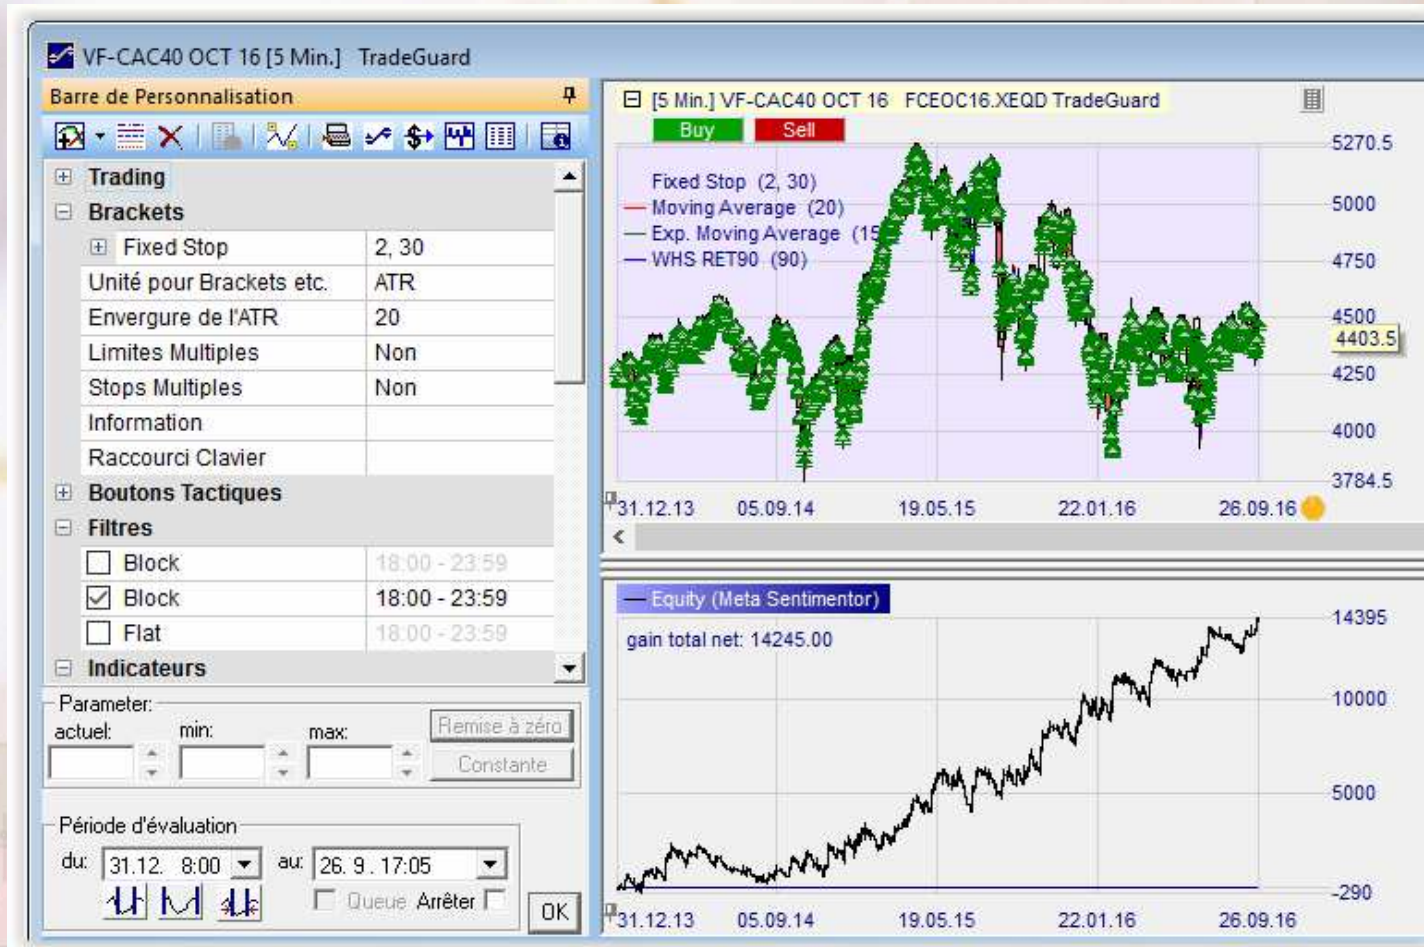 VF-CAC40 OCT 16 [5 Min.] TradeGuard
Barre de Personnalisation
Trading
Brackets
Fixed Stop 2, 30
Unité pour Brackets etc. ATR
Envergure de l'ATR 20
Limites Multiples Non
Stops Multiples Non
Information
Raccourci Clavier
Boutons Tactiques
Filtres
Block 18:00 - 23:59
Block 18:00 - 23:59
Flat 18:00 - 23:59
Indicateurs
Parameter:
actuel: min: max:
Remise à zéro
Constante
Période d'évaluation
du: 31.12. 8:00 au: 26. 9. 17:05
Queue Arrêter
OK
[5 Min.] VF-CAC40 OCT 16 FCEOC16.XEQD TradeGuard
Buy Sell
Fixed Stop (2, 30)
Moving Average (20)
Exp. Moving Average (15
WHS RET90 (90)
5270.5
5000
4750
4500
4403.5
4250
4000
3784.5
31.12.13 05.09.14 19.05.15 22.01.16 26.09.16
Equity (Meta Sentimentor)
gain total net: 14245.00
14395
10000
5000
-290
31.12.13 05.09.14 19.05.15 22.01.16 26.09.16